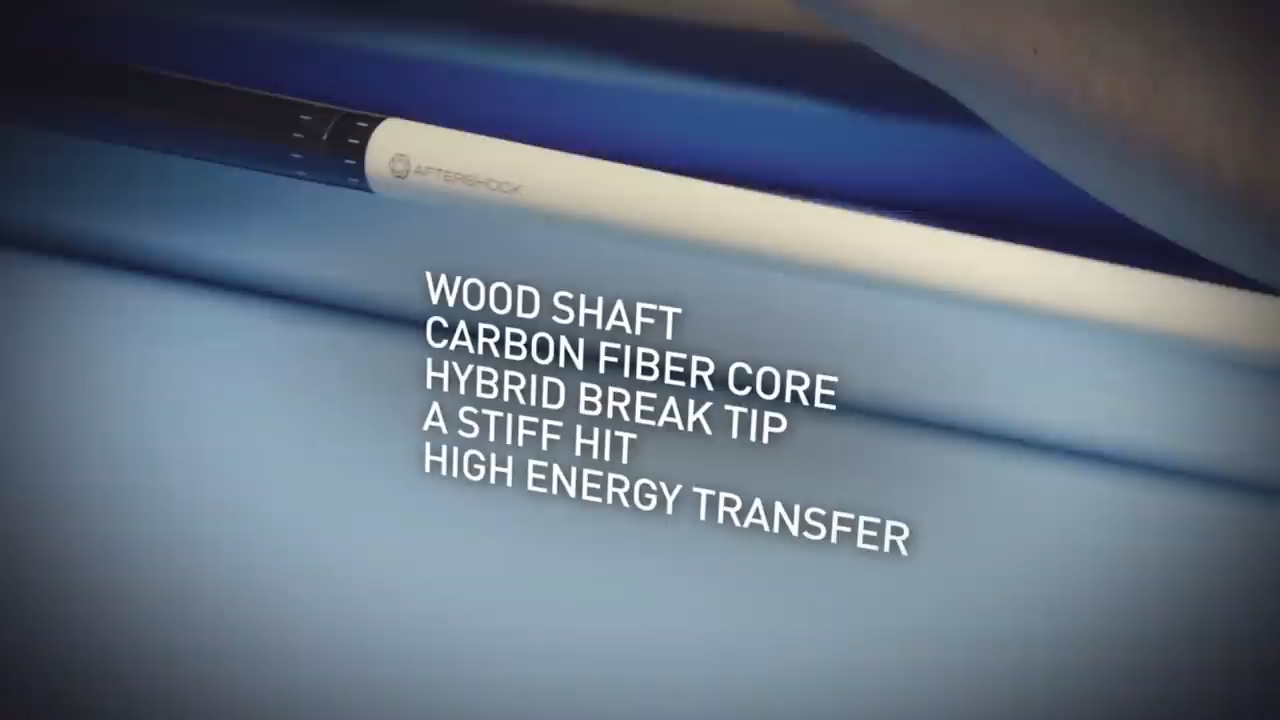 AFTERSHOCK
WOOD SHAFT
CARBON FIBER CORE
HYBRID BREAK TIP
A STIFF HIT
HIGH ENERGY TRANSFER